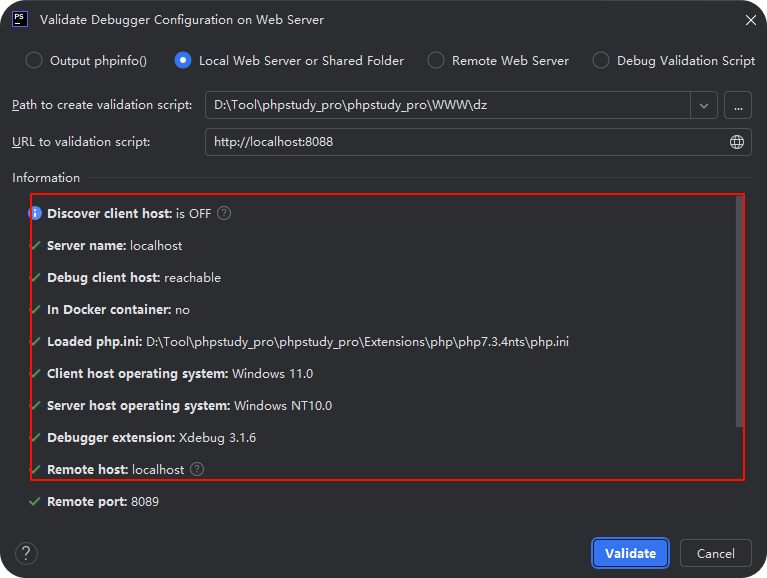 PS
Validate Debugger Configuration on Web Server
Output phpinfo() Local Web Server or Shared Folder Remote Web Server Debug Validation Script
Path to create validation script: D:\Tool\phpstudy_pro\phpstudy_pro\WWW\dz ...
URL to validation script: http://localhost:8088
Information
Discover client host: is OFF ?
Server name: localhost
Debug client host: reachable
In Docker container: no
Loaded php.ini: D:\Tool\phpstudy_pro\phpstudy_pro\Extensions\php\php7.3.4nts\php.ini
Client host operating system: Windows 11.0
Server host operating system: Windows NT10.0
Debugger extension: Xdebug 3.1.6
Remote host: localhost ?
Remote port: 8089
? Validate Cancel